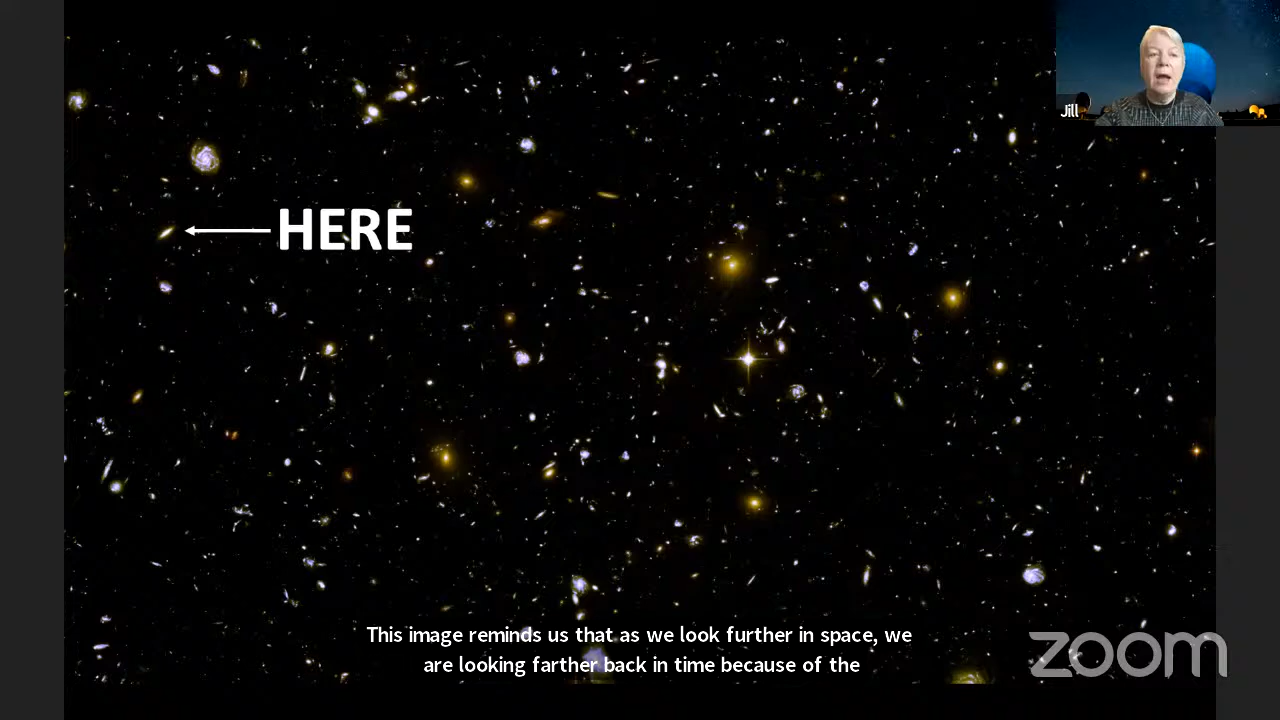 Jill
HERE
This image reminds us that as we look further in space, we
are looking farther back in time because of the
zoom